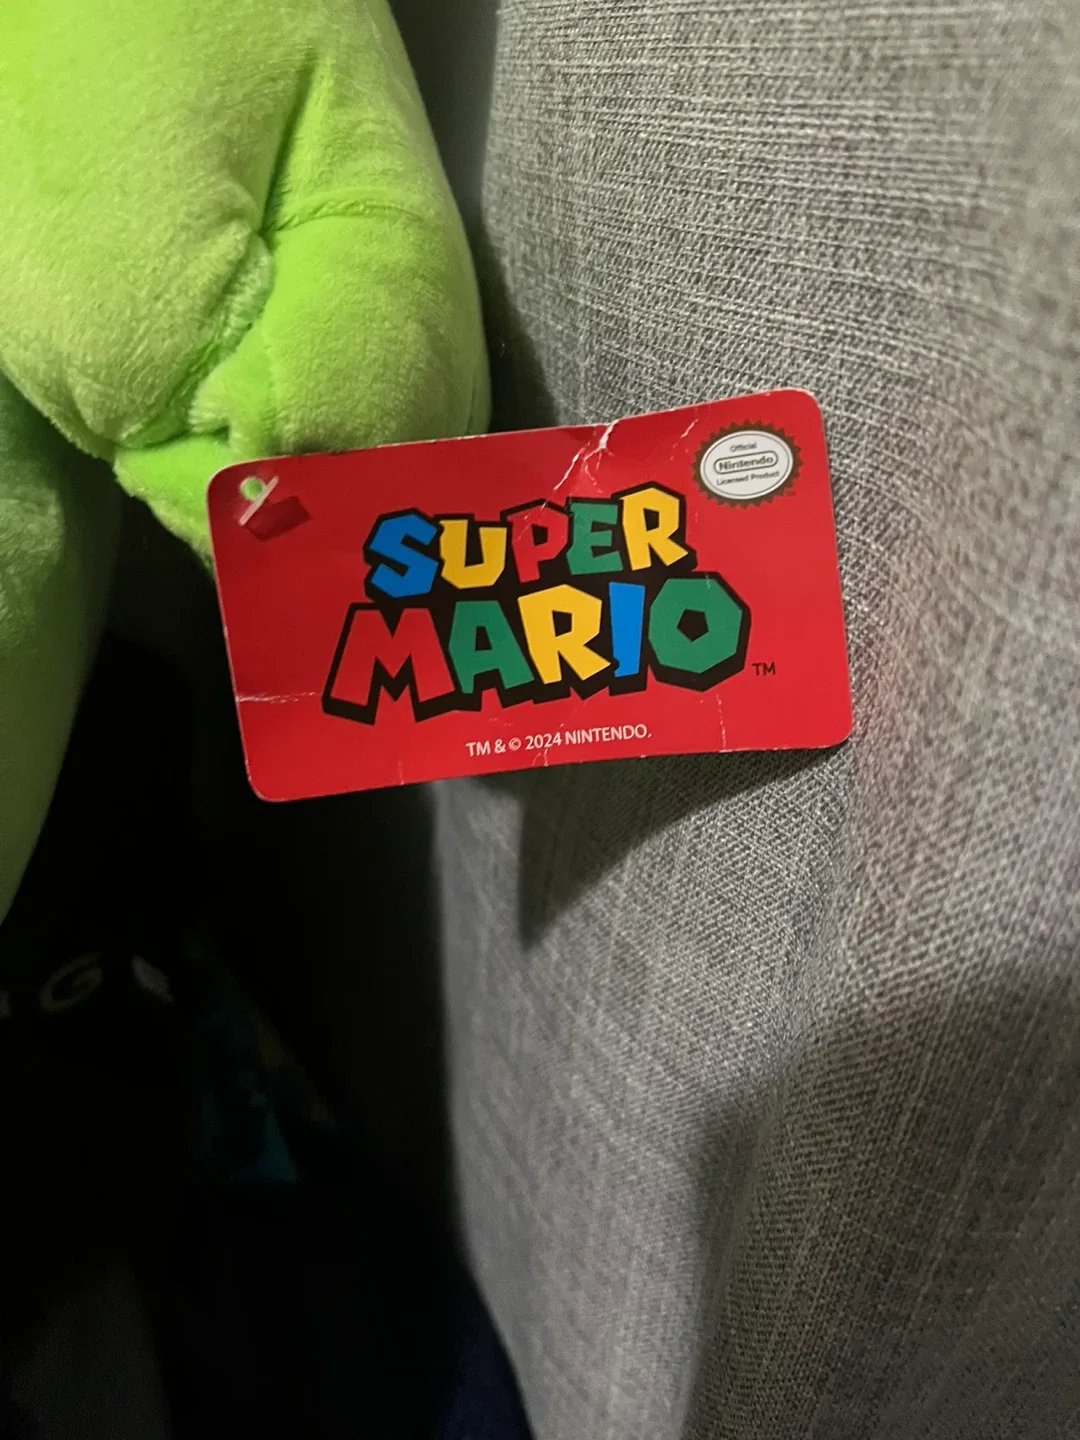 Official
Nintendo
Licensed Product
SUPER
MARIO
TM
TM & © 2024 NINTENDO.